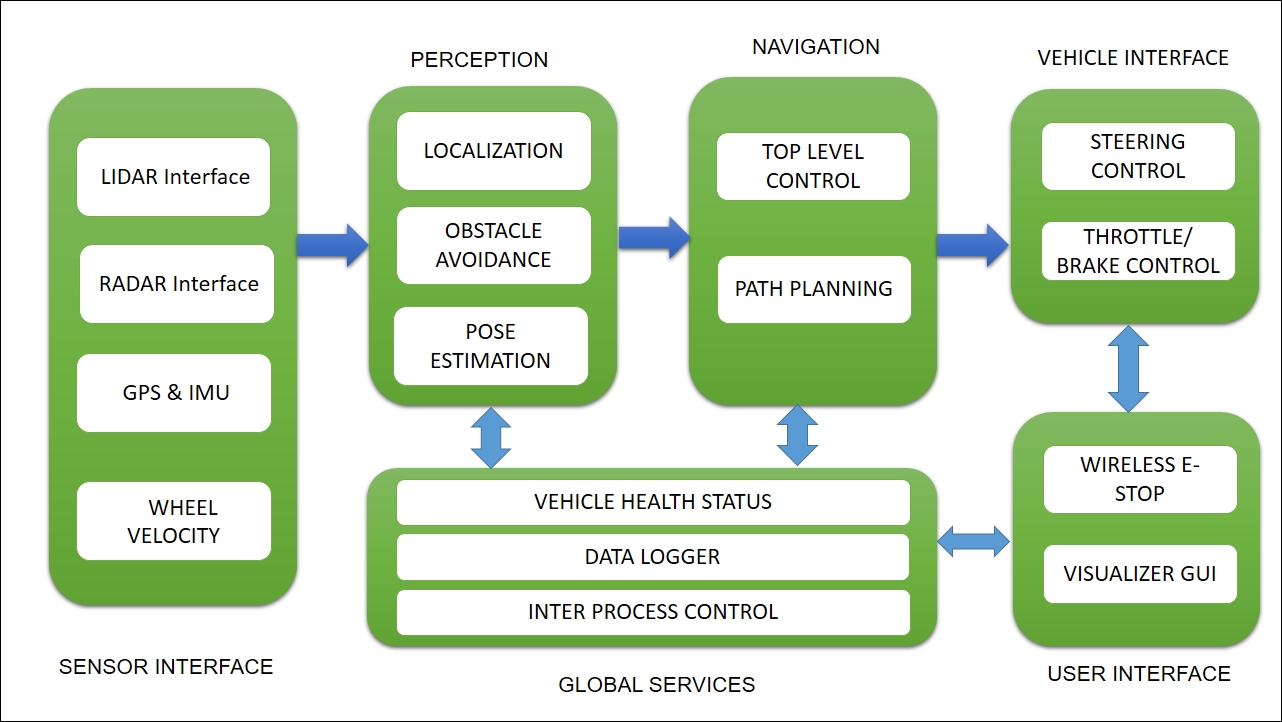 PERCEPTION
NAVIGATION
VEHICLE INTERFACE
LIDAR Interface
RADAR Interface
GPS & IMU
WHEEL
VELOCITY
SENSOR INTERFACE
LOCALIZATION
OBSTACLE
AVOIDANCE
POSE
ESTIMATION
TOP LEVEL
CONTROL
PATH PLANNING
STEERING
CONTROL
THROTTLE/
BRAKE CONTROL
VEHICLE HEALTH STATUS
DATA LOGGER
INTER PROCESS CONTROL
GLOBAL SERVICES
WIRELESS E-
STOP
VISUALIZER GUI
USER INTERFACE